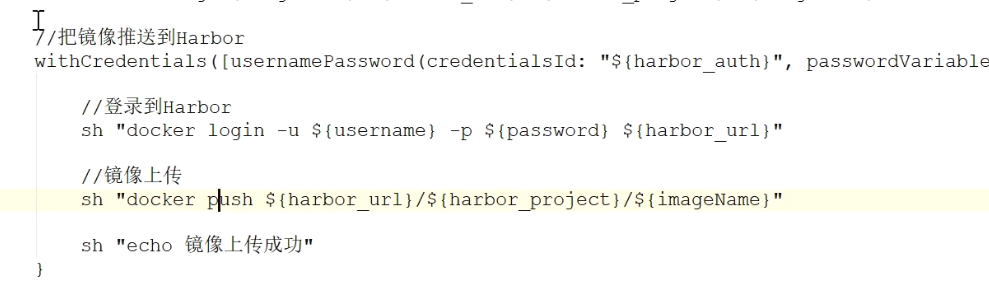 //把镜像推送到Harbor
withCredentials([usernamePassword(credentialsId: "${harbor_auth}", passwordVariable
//登录到Harbor
sh "docker login -u ${username} -p ${password} ${harbor_url}"
//镜像上传
sh "docker push ${harbor_url}/${harbor_project}/${imageName}"
sh "echo 镜像上传成功"
}